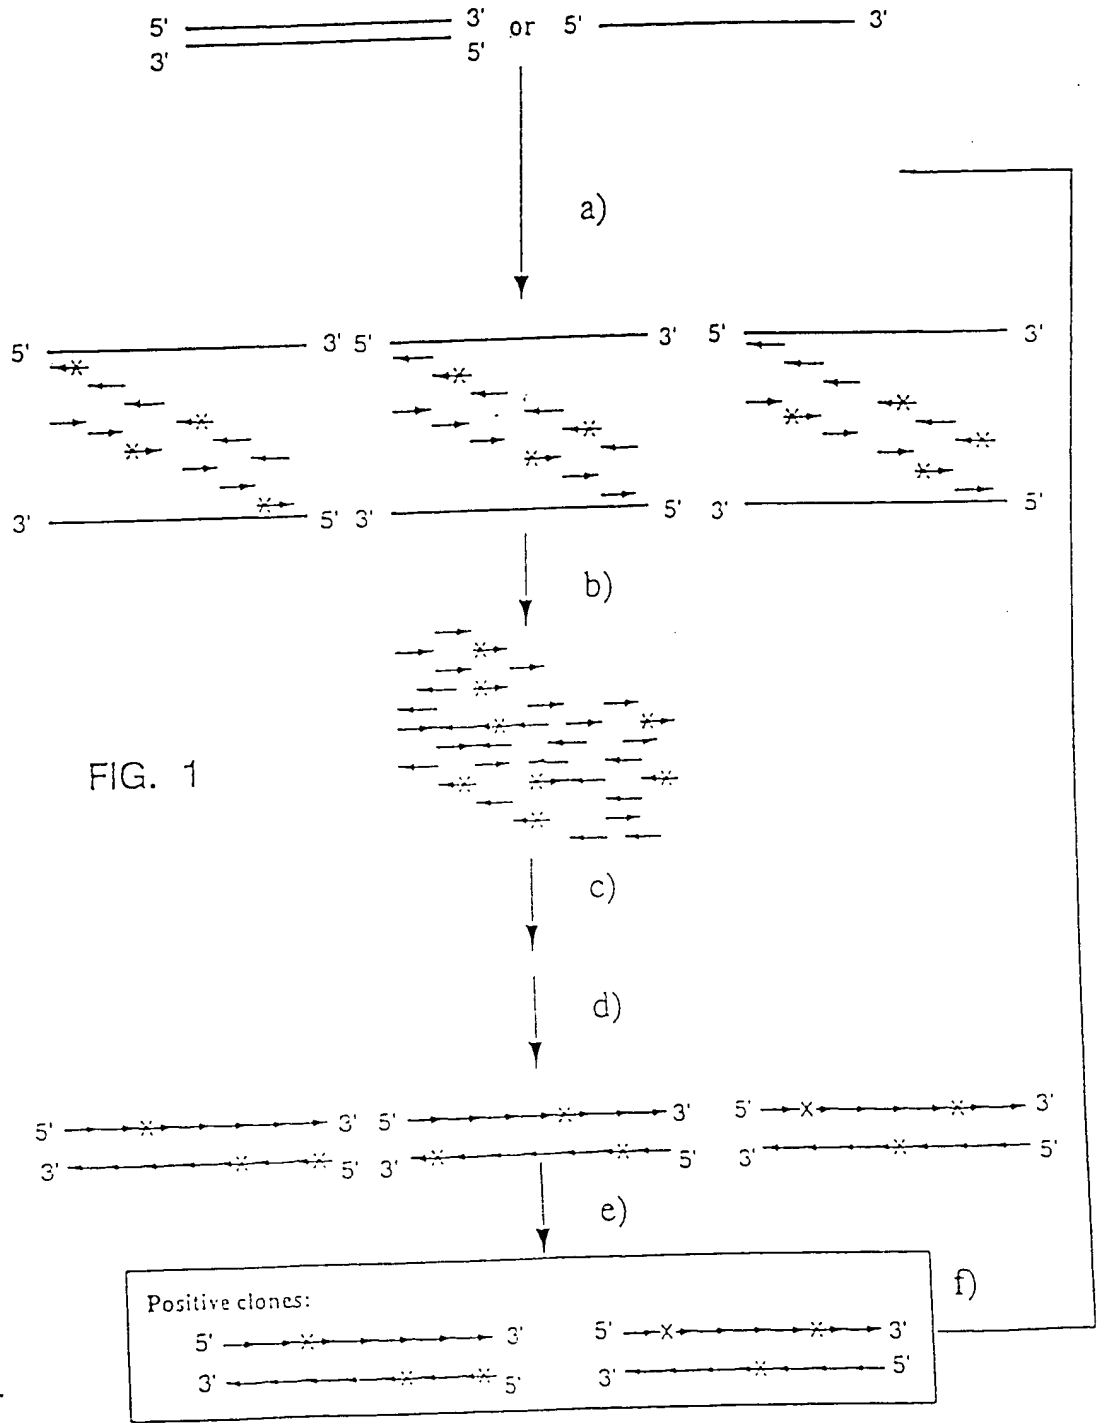 5' 3' or 5' 3'
3' 5'
a)
5' 3' 5' 3' 5' 3'
3' 5' 3' 5' 3' 5'
b)
FIG. 1
c)
d)
5' 3' 5' 3' 5' 3'
3' 5' 3' 5' 3' 5'
e)
f)
Positive clones:
5' 3' 5' 3'
3' 5' 3' 5'